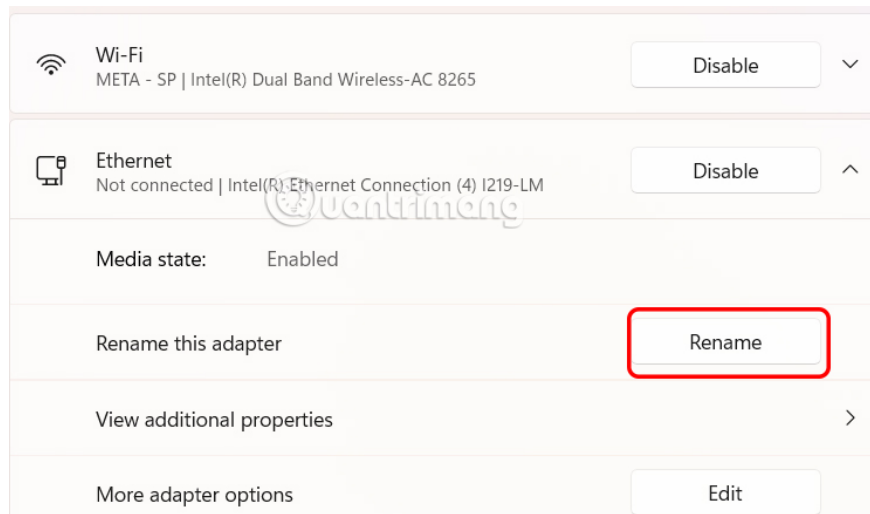 Wi-Fi
META - SP | Intel(R) Dual Band Wireless-AC 8265
Disable
Ethernet
Not connected | Intel(R) Ethernet Connection (4) I219-LM
Disable
Quantrimang
Media state: Enabled
Rename this adapter
Rename
View additional properties
More adapter options
Edit